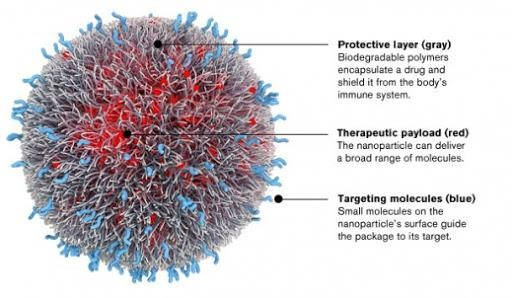 Protective layer (gray)
Biodegradable polymers
encapsulate a drug and
shield it from the body's
immune system.
Therapeutic payload (red)
The nanoparticle can deliver
a broad range of molecules.
Targeting molecules (blue)
Small molecules on the
nanoparticle's surface guide
the package to its target.